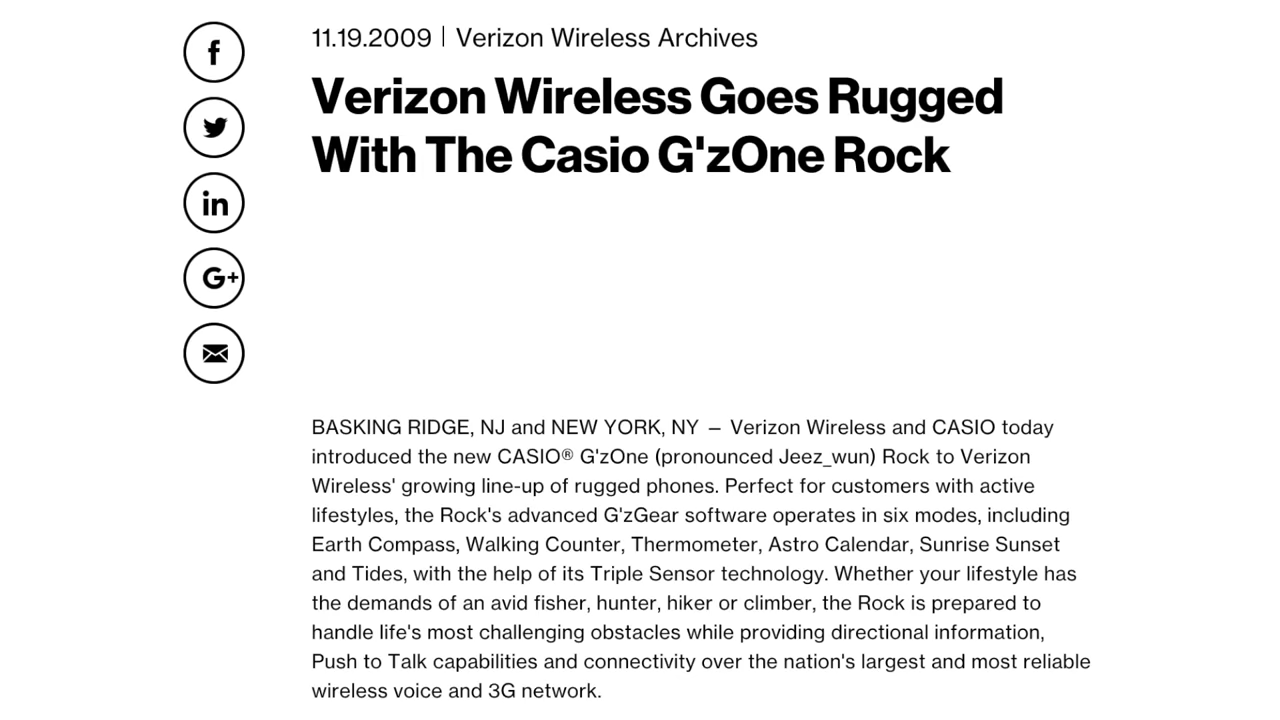 11.19.2009 | Verizon Wireless Archives
Verizon Wireless Goes Rugged
With The Casio G'zOne Rock
f
in
G+
BASKING RIDGE, NJ and NEW YORK, NY – Verizon Wireless and CASIO today
introduced the new CASIO® G'zOne (pronounced Jeez_wun) Rock to Verizon
Wireless' growing line-up of rugged phones. Perfect for customers with active
lifestyles, the Rock's advanced G'zGear software operates in six modes, including
Earth Compass, Walking Counter, Thermometer, Astro Calendar, Sunrise Sunset
and Tides, with the help of its Triple Sensor technology. Whether your lifestyle has
the demands of an avid fisher, hunter, hiker or climber, the Rock is prepared to
handle life's most challenging obstacles while providing directional information,
Push to Talk capabilities and connectivity over the nation's largest and most reliable
wireless voice and 3G network.